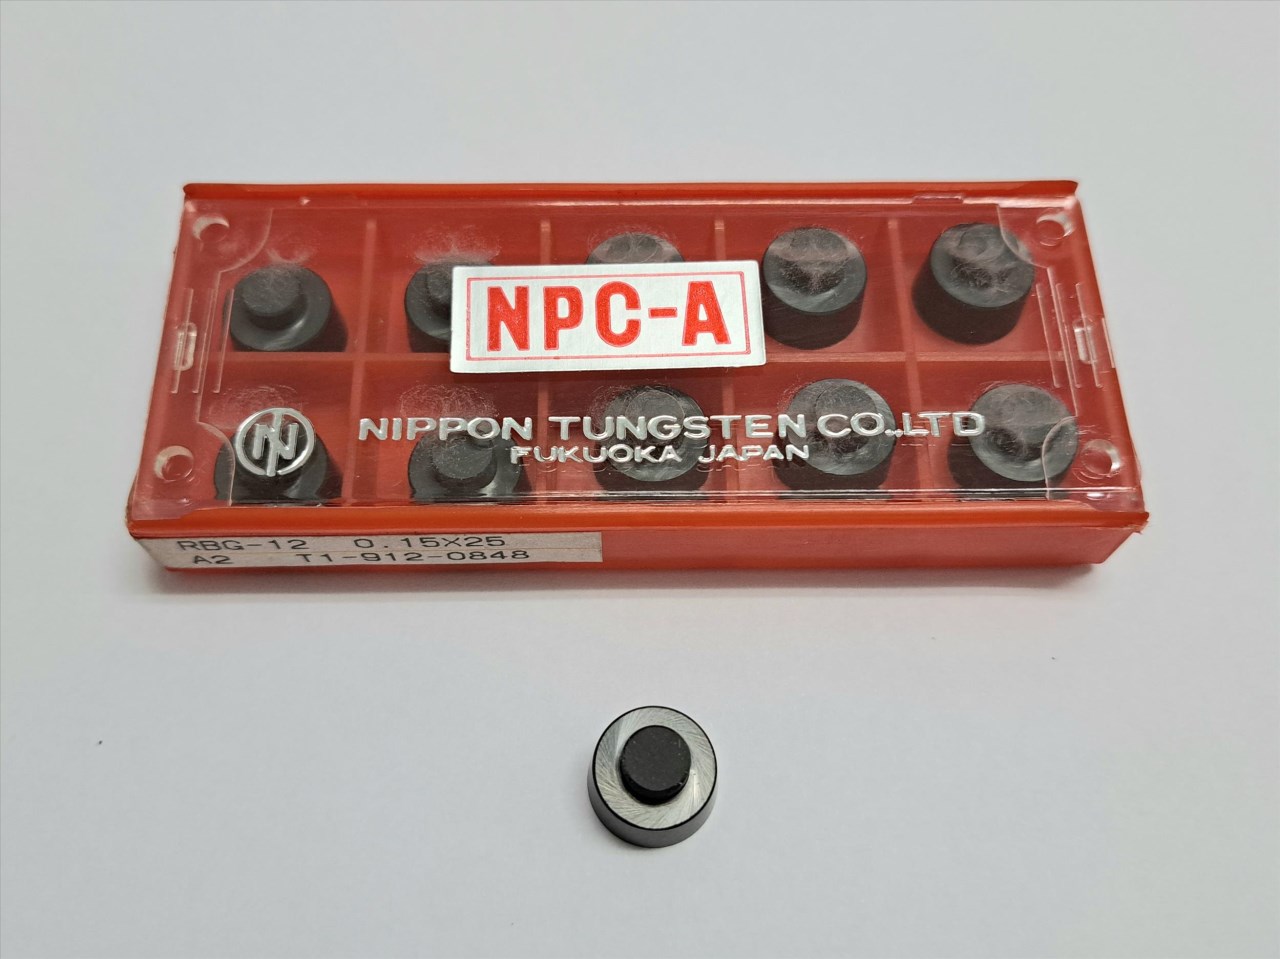 NPC-A
NIPPON TUNGSTEN CO.,LTD
FUKUOKA JAPAN
RBG-12 0.15X25
A2 T1-912-0848